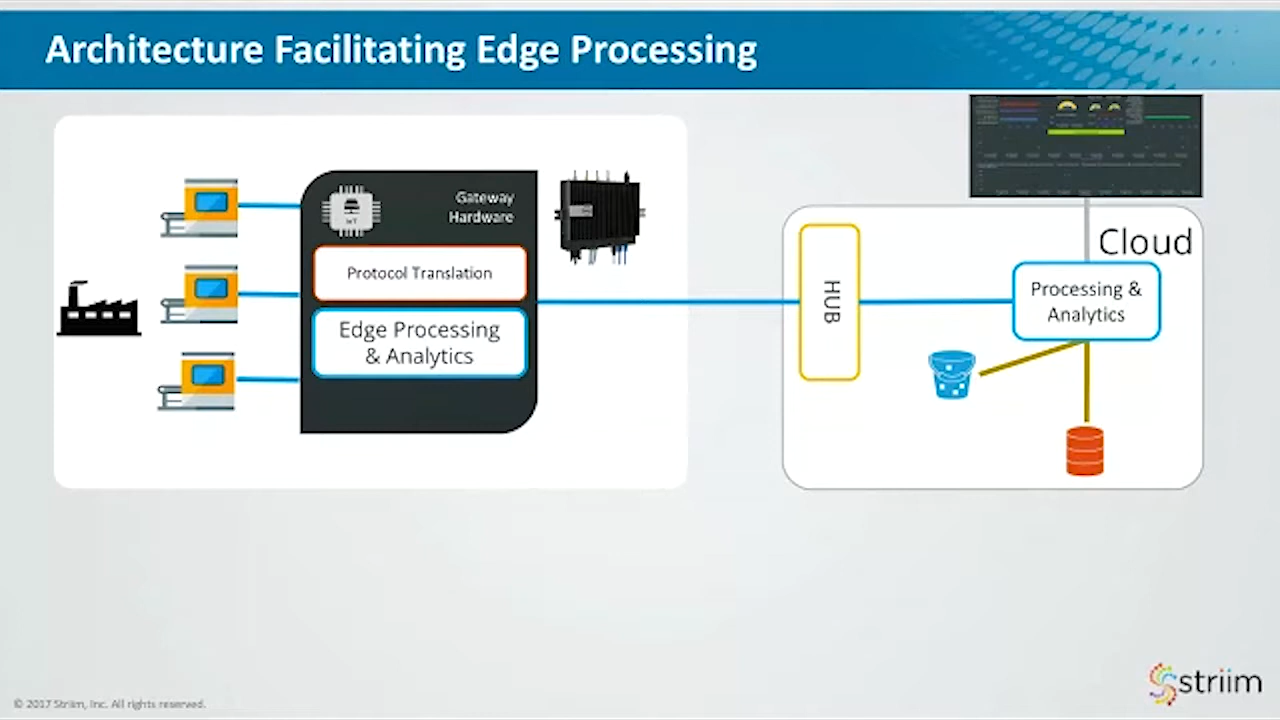 Architecture Facilitating Edge Processing
Gateway
Hardware
IoT
Protocol Translation
Edge Processing
& Analytics
HUB
Cloud
Processing &
Analytics
© 2017 Striim, Inc. All rights reserved.
striim